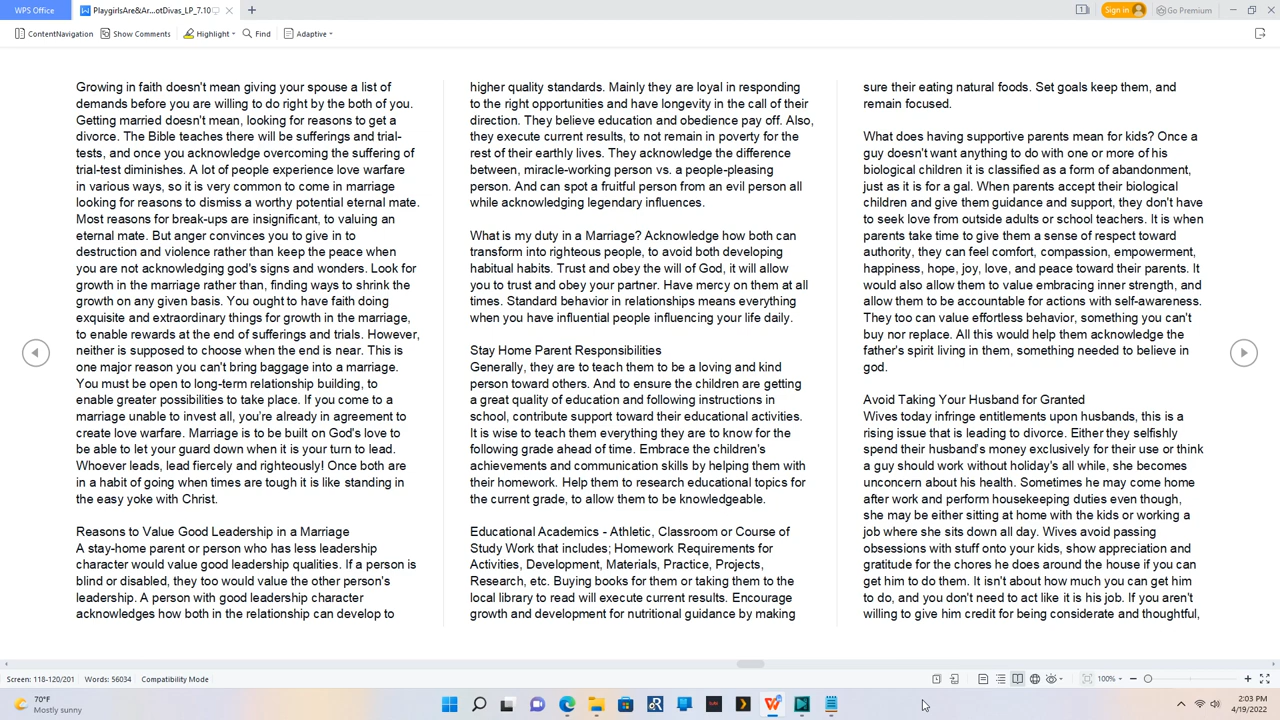 WPS Office
PlaygirlsAre&Ar...otDivas_LP_7.10
Sign in
Go Premium
ContentNavigation
Show Comments
Highlight
Find
Adaptive
Growing in faith doesn't mean giving your spouse a list of
demands before you are willing to do right by the both of you.
Getting married doesn't mean, looking for reasons to get a
divorce. The Bible teaches there will be sufferings and trial-
tests, and once you acknowledge overcoming the suffering of
trial-test diminishes. A lot of people experience love warfare
in various ways, so it is very common to come in marriage
looking for reasons to dismiss a worthy potential eternal mate.
Most reasons for break-ups are insignificant, to valuing an
eternal mate. But anger convinces you to give in to
destruction and violence rather than keep the peace when
you are not acknowledging god's signs and wonders. Look for
growth in the marriage rather than, finding ways to shrink the
growth on any given basis. You ought to have faith doing
exquisite and extraordinary things for growth in the marriage,
to enable rewards at the end of sufferings and trials. However,
neither is supposed to choose when the end is near. This is
one major reason you can't bring baggage into a marriage.
You must be open to long-term relationship building, to
enable greater possibilities to take place. If you come to a
marriage unable to invest all, you're already in agreement to
create love warfare. Marriage is to be built on God's love to
be able to let your guard down when it is your turn to lead.
Whoever leads, lead fiercely and righteously! Once both are
in a habit of going when times are tough it is like standing in
the easy yoke with Christ.
Reasons to Value Good Leadership in a Marriage
A stay-home parent or person who has less leadership
character would value good leadership qualities. If a person is
blind or disabled, they too would value the other person's
leadership. A person with good leadership character
acknowledges how both in the relationship can develop to
higher quality standards. Mainly they are loyal in responding
to the right opportunities and have longevity in the call of their
direction. They believe education and obedience pay off. Also,
they execute current results, to not remain in poverty for the
rest of their earthly lives. They acknowledge the difference
between, miracle-working person vs. a people-pleasing
person. And can spot a fruitful person from an evil person all
while acknowledging legendary influences.
What is my duty in a Marriage? Acknowledge how both can
transform into righteous people, to avoid both developing
habitual habits. Trust and obey the will of God, it will allow
you to trust and obey your partner. Have mercy on them at all
times. Standard behavior in relationships means everything
when you have influential people influencing your life daily.
Stay Home Parent Responsibilities
Generally, they are to teach them to be a loving and kind
person toward others. And to ensure the children are getting
a great quality of education and following instructions in
school, contribute support toward their educational activities.
It is wise to teach them everything they are to know for the
following grade ahead of time. Embrace the children's
achievements and communication skills by helping them with
their homework. Help them to research educational topics for
the current grade, to allow them to be knowledgeable.
Educational Academics - Athletic, Classroom or Course of
Study Work that includes; Homework Requirements for
Activities, Development, Materials, Practice, Projects,
Research, etc. Buying books for them or taking them to the
local library to read will execute current results. Encourage
growth and development for nutritional guidance by making
sure their eating natural foods. Set goals keep them, and
remain focused.
What does having supportive parents mean for kids? Once a
guy doesn't want anything to do with one or more of his
biological children it is classified as a form of abandonment,
just as it is for a gal. When parents accept their biological
children and give them guidance and support, they don't have
to seek love from outside adults or school teachers. It is when
parents take time to give them a sense of respect toward
authority, they can feel comfort, compassion, empowerment,
happiness, hope, joy, love, and peace toward their parents. It
would also allow them to value embracing inner strength, and
allow them to be accountable for actions with self-awareness.
They too can value effortless behavior, something you can't
buy nor replace. All this would help them acknowledge the
father's spirit living in them, something needed to believe in
god.
Avoid Taking Your Husband for Granted
Wives today infringe entitlements upon husbands, this is a
rising issue that is leading to divorce. Either they selfishly
spend their husband's money exclusively for their use or think
a guy should work without holiday's all while, she becomes
unconcern about his health. Sometimes he may come home
after work and perform housekeeping duties even though,
she may be either sitting at home with the kids or working a
job where she sits down all day. Wives avoid passing
obsessions with stuff onto your kids, show appreciation and
gratitude for the chores he does around the house if you can
get him to do them. It isn't about how much you can get him
to do, and you don't need to act like it is his job. If you aren't
willing to give him credit for being considerate and thoughtful,
Screen: 118-120/201
Words: 56034
Compatibility Mode
100%
70°F
Mostly sunny
2:03 PM
4/19/2022